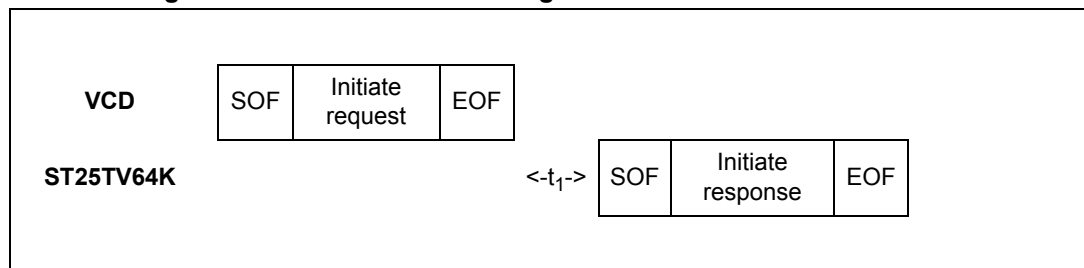 VCD SOF Initiate request EOF
ST25TV64K <-t1-> SOF Initiate response EOF